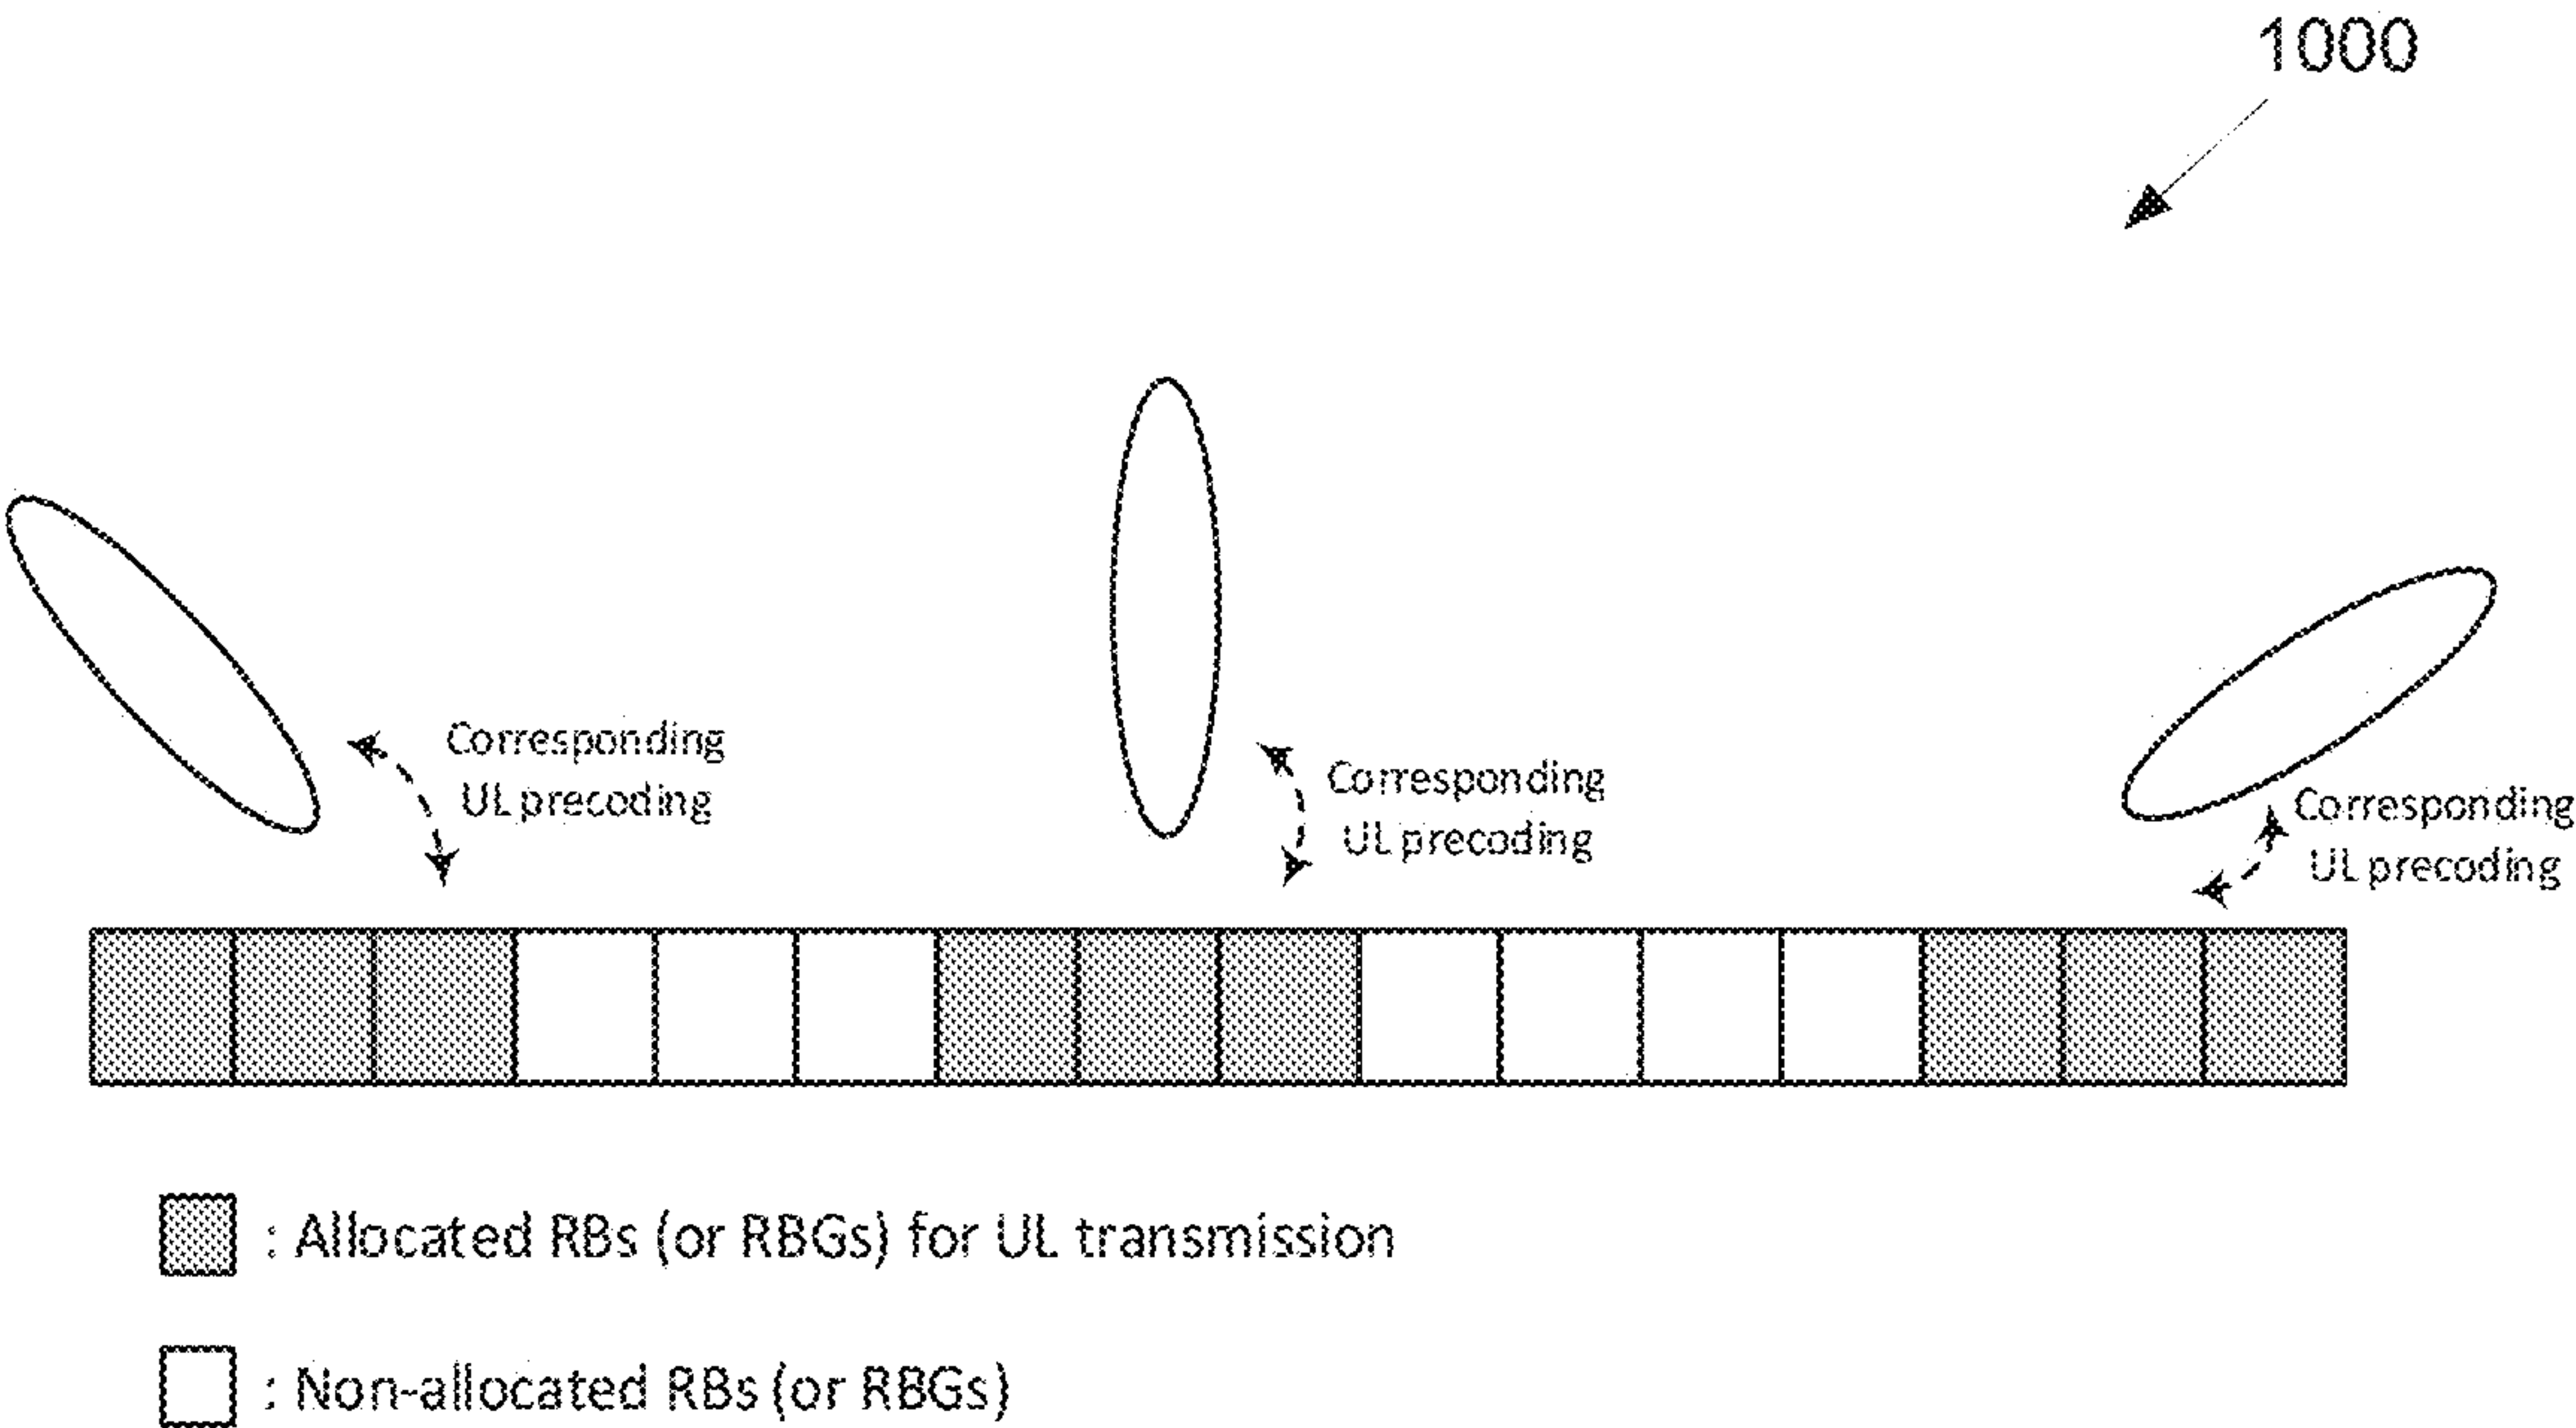 1000
Corresponding
UL precoding
Corresponding
UL precoding
Corresponding
UL precoding
: Allocated RBs (or RBGs) for UL transmission
: Non-allocated RBs (or RBGs)